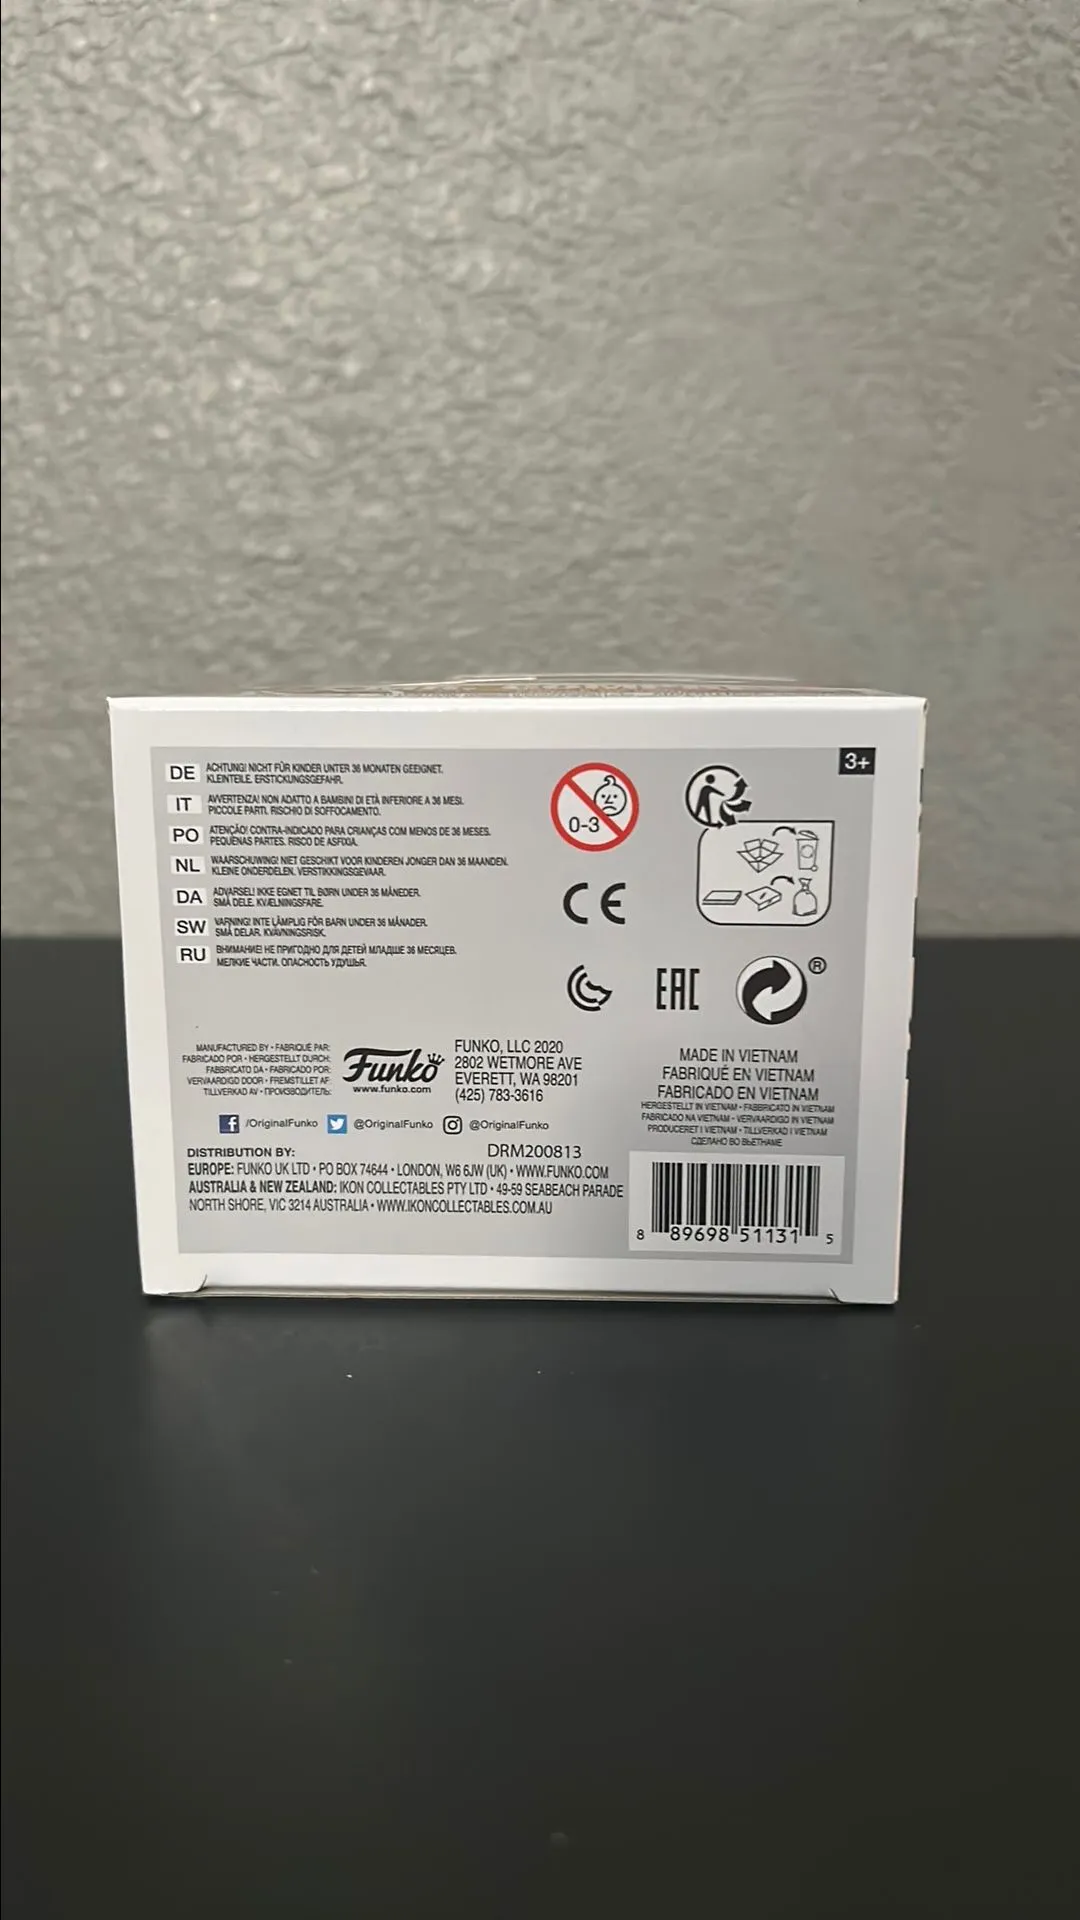 3+
DE ACHTUNG! NICHT FÜR KINDER UNTER 36 MONATEN GEEIGNET.
KLEINTEILE. ERSTICKUNGSGEFAHR.
IT AVVERTENZA! NON ADATTO A BAMBINI DI ETÀ INFERIORE A 36 MESI.
PICCOLE PARTI. RISCHIO DI SOFFOCAMENTO.
PO ATENÇÃO! CONTRA-INDICADO PARA CRIANÇAS COM MENOS DE 36 MESES.
PEQUENAS PARTES. RISCO DE ASFIXIA.
NL WAARSCHUWING! NIET GESCHIKT VOOR KINDEREN JONGER DAN 36 MAANDEN.
KLEINE ONDERDELEN. VERSTIKKINGSGEVAAR.
DA ADVARSEL! IKKE EGNET TIL BØRN UNDER 36 MÅNEDER.
SMÅ DELE. KVÆLNINGSFARE.
SW VARNING! INTE LÄMPLIG FÖR BARN UNDER 36 MÅNADER.
SMÅ DELAR. KVÄVNINGSRISK.
RU ВНИМАНИЕ! НЕ ПРИГОДНО ДЛЯ ДЕТЕЙ МЛАДШЕ 36 МЕСЯЦЕВ.
МЕЛКИЕ ЧАСТИ. ОПАСНОСТЬ УДУШЬЯ.
0-3
CE
EAC
®
MANUFACTURED BY • FABRIQUÉ PAR:
FABRICADO POR • HERGESTELLT DURCH:
FABBRICATO DA • FABRICADO POR:
VERVAARDIGD DOOR • FREMSTILLET AF:
TILLVERKAD AV • ПРОИЗВОДИТЕЛЬ:
Funko
www.funko.com
FUNKO, LLC 2020
2802 WETMORE AVE
EVERETT, WA 98201
(425) 783-3616
/OriginalFunko @OriginalFunko @OriginalFunko
DISTRIBUTION BY: DRM200813
EUROPE: FUNKO UK LTD • PO BOX 74644 • LONDON, W6 6JW (UK) • WWW.FUNKO.COM
AUSTRALIA & NEW ZEALAND: IKON COLLECTABLES PTY LTD • 49-59 SEABEACH PARADE
NORTH SHORE, VIC 3214 AUSTRALIA • WWW.IKONCOLLECTABLES.COM.AU
MADE IN VIETNAM
FABRIQUÉ EN VIETNAM
FABRICADO EN VIETNAM
HERGESTELLT IN VIETNAM • FABBRICATO IN VIETNAM
FABRICADO NA VIETNAM • VERVAARDIGD IN VIETNAM
PRODUCERET I VIETNAM • TILLVERKAD I VIETNAM
СДЕЛАНО ВО ВЬЕТНАМЕ
8 89698 51131 5